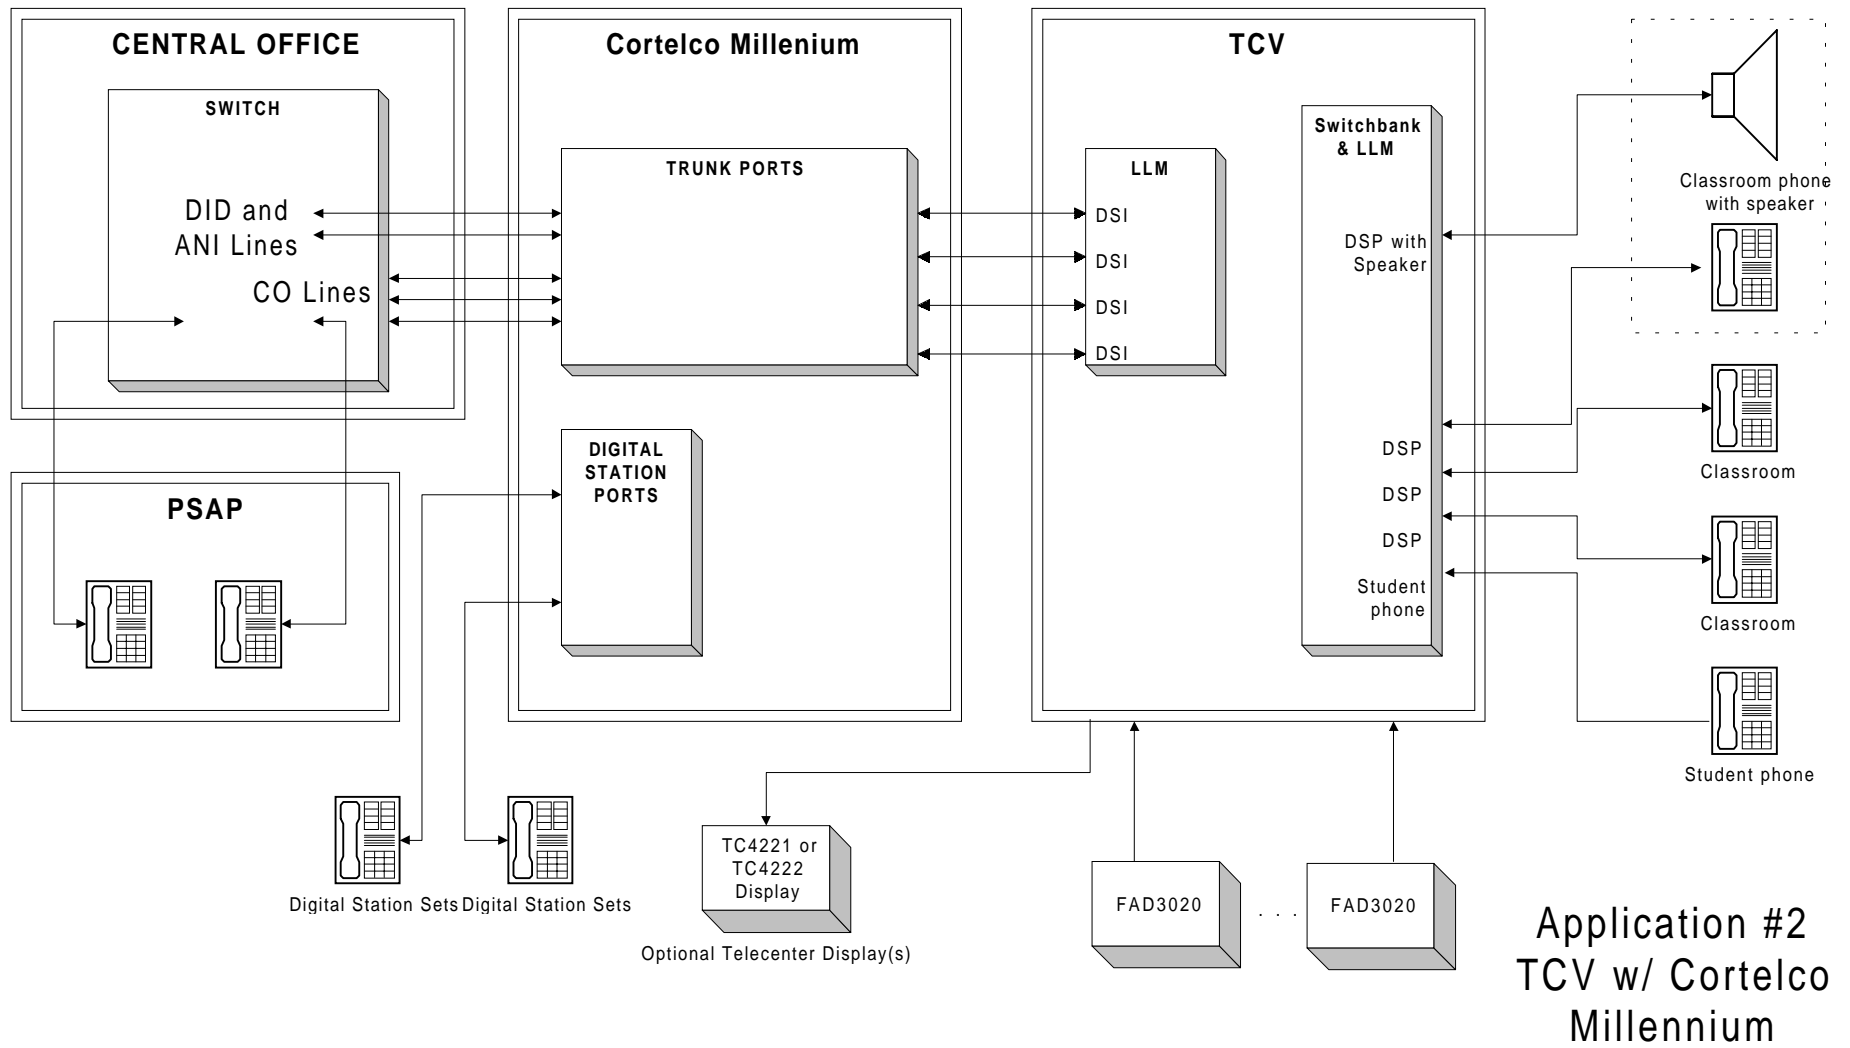 CENTRAL OFFICE
SWITCH
DID and
ANI Lines
CO Lines
PSAP
Cortelco Millenium
TRUNK PORTS
DIGITAL
STATION
PORTS
Digital Station Sets
Digital Station Sets
TCV
LLM
DSI
DSI
DSI
DSI
Switchbank
& LLM
DSP with
Speaker
DSP
DSP
DSP
Student
phone
Classroom phone
with speaker
Classroom
Classroom
Student phone
TC4221 or
TC4222
Display
Optional Telecenter Display(s)
FAD3020
. . .
FAD3020
Application #2
TCV w/ Cortelco
Millennium